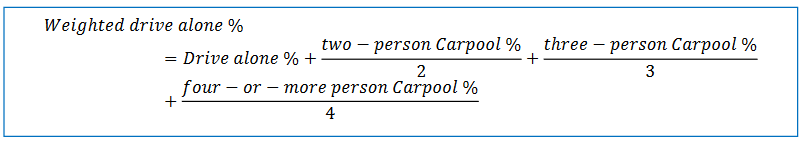 Weighted drive alone %
= Drive alone % + two − person Carpool % / 2 + three − person Carpool % / 3
+ four − or − more person Carpool % / 4